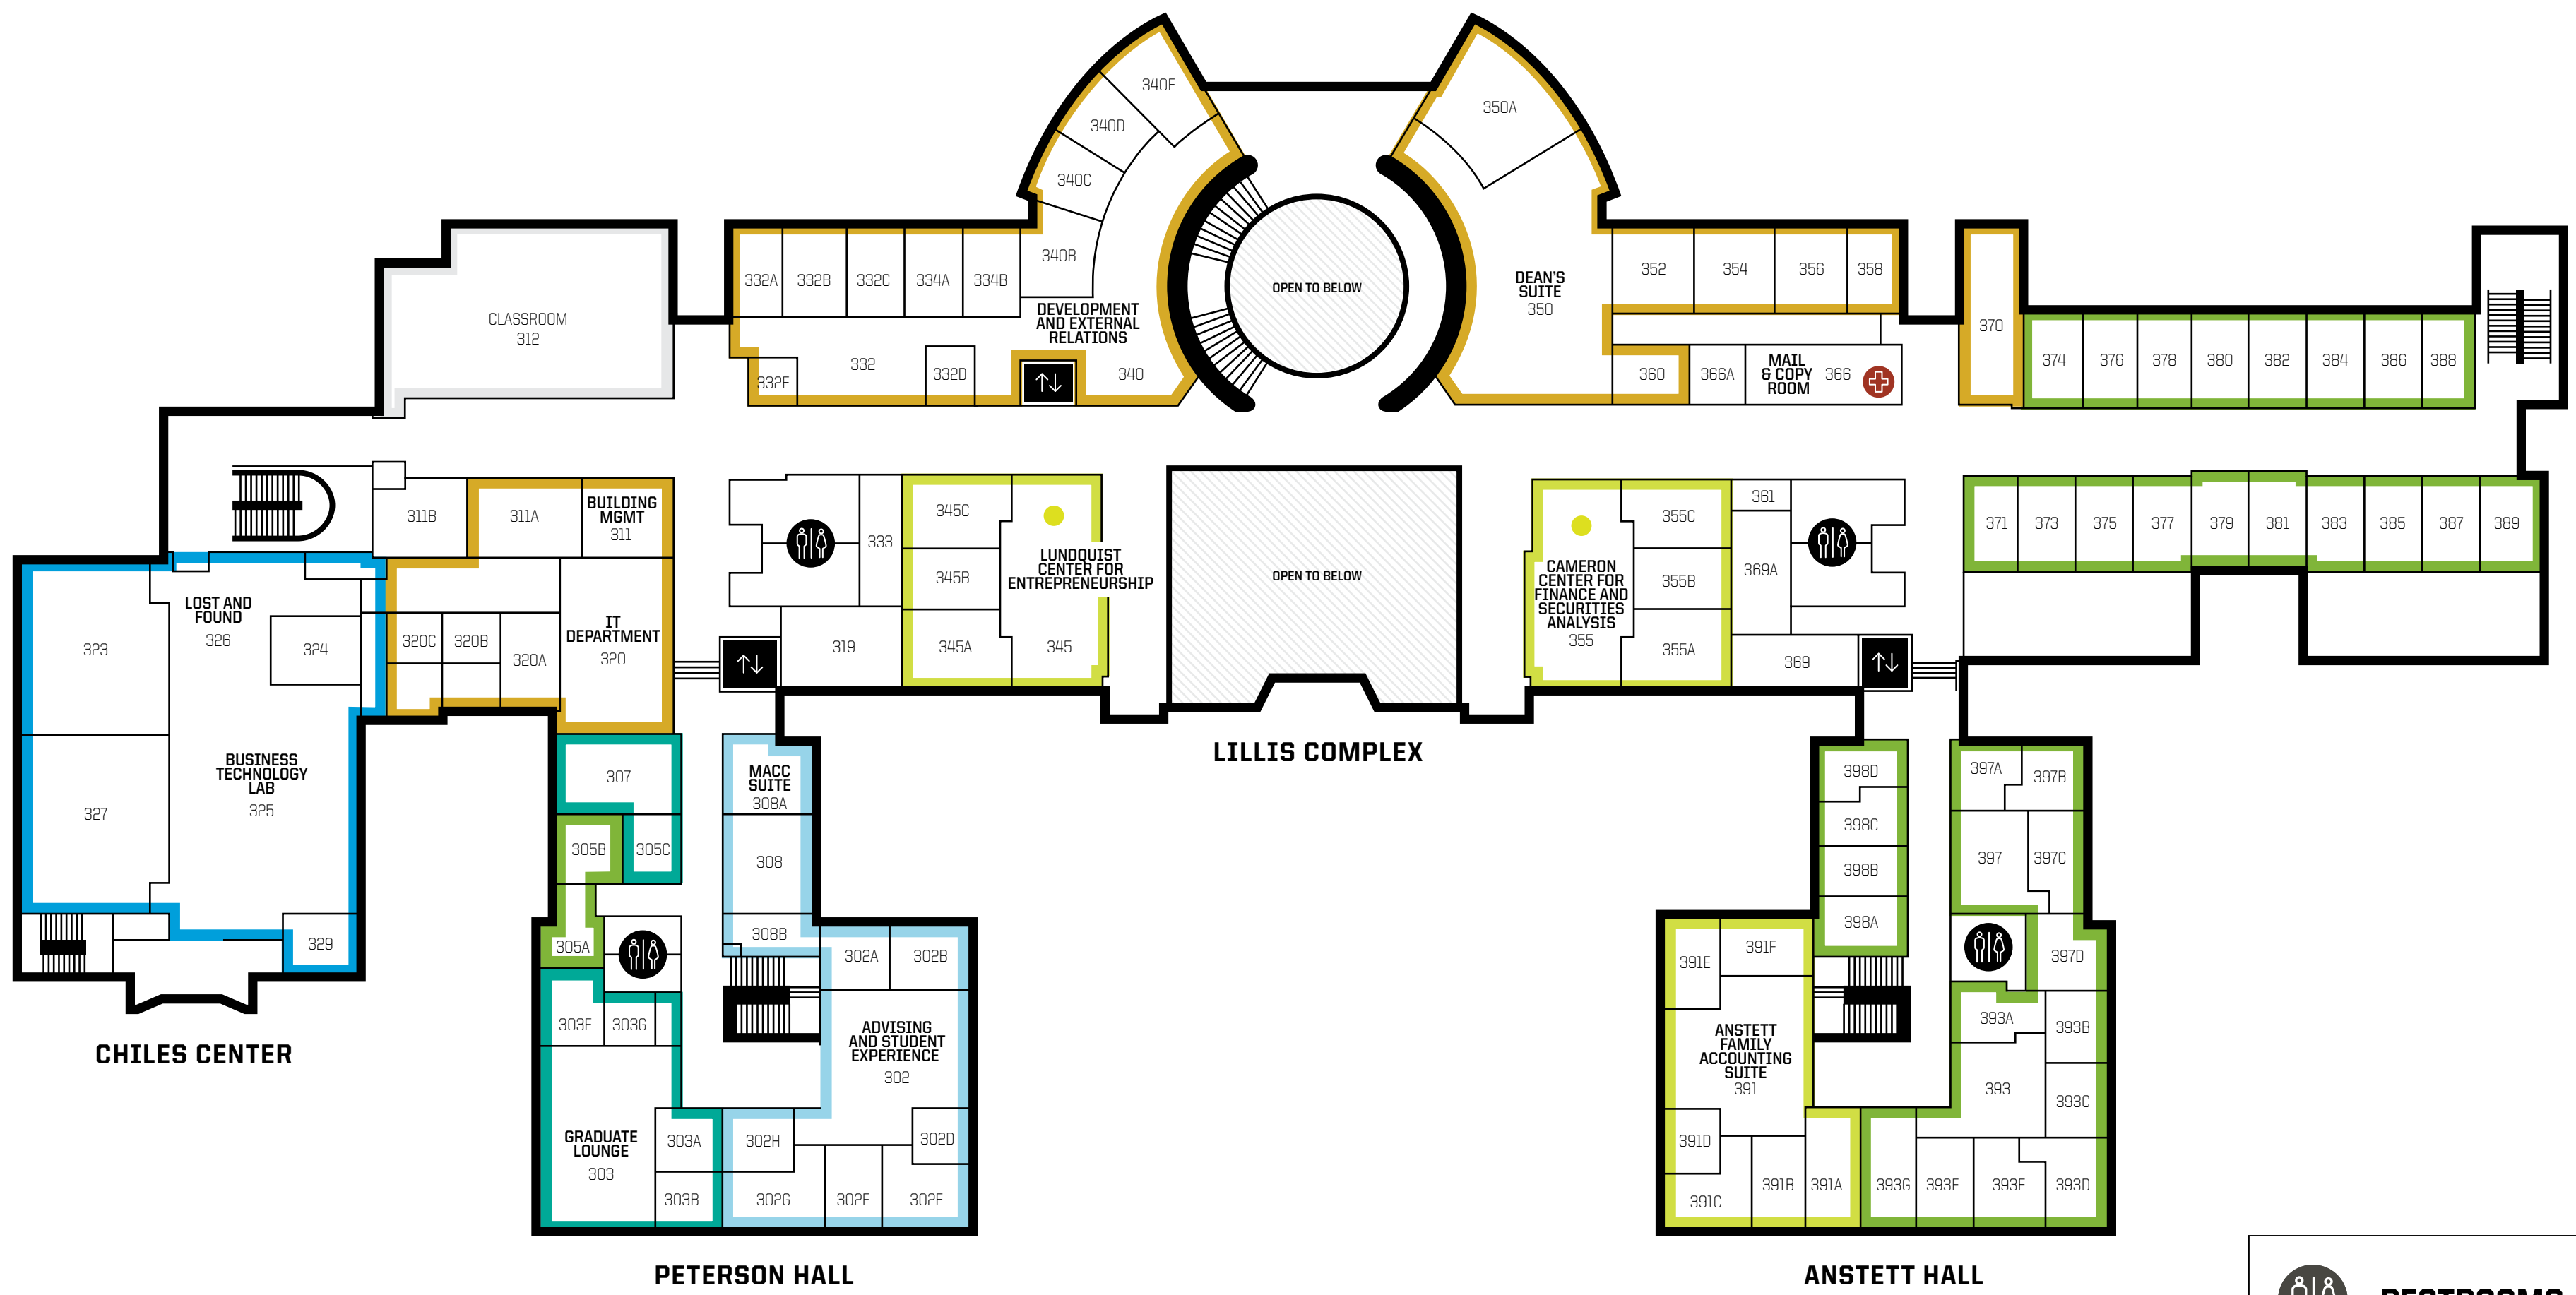 340E
350A
340D
340C
340B
332A
332B
332C
334A
334B
DEVELOPMENT
AND EXTERNAL
RELATIONS
340
332
332D
332E
OPEN TO BELOW
DEAN'S
SUITE
350
352
354
356
358
360
366A
MAIL
& COPY
ROOM
366
370
374
376
378
380
382
384
386
388
CLASSROOM
312
311B
311A
BUILDING
MGMT
311
333
345C
345B
345A
LUNDQUIST
CENTER FOR
ENTREPRENEURSHIP
345
319
OPEN TO BELOW
CAMERON
CENTER FOR
FINANCE AND
SECURITIES
ANALYSIS
355
355C
355B
355A
361
369A
369
371
373
375
377
379
381
383
385
387
389
LOST AND
FOUND
326
323
324
320C
320B
320A
IT
DEPARTMENT
320
BUSINESS
TECHNOLOGY
LAB
325
327
329
CHILES CENTER
LILLIS COMPLEX
307
305B
305C
305A
MACC
SUITE
308A
308
308B
302A
302B
303F
303G
ADVISING
AND STUDENT
EXPERIENCE
302
GRADUATE
LOUNGE
303
303A
303B
302H
302D
302G
302F
302E
PETERSON HALL
398D
398C
398B
398A
397A
397B
397
397C
397D
391E
391F
ANSTETT
FAMILY
ACCOUNTING
SUITE
391
391D
391C
391B
391A
393A
393B
393
393C
393G
393F
393E
393D
ANSTETT HALL
RESTROOMS